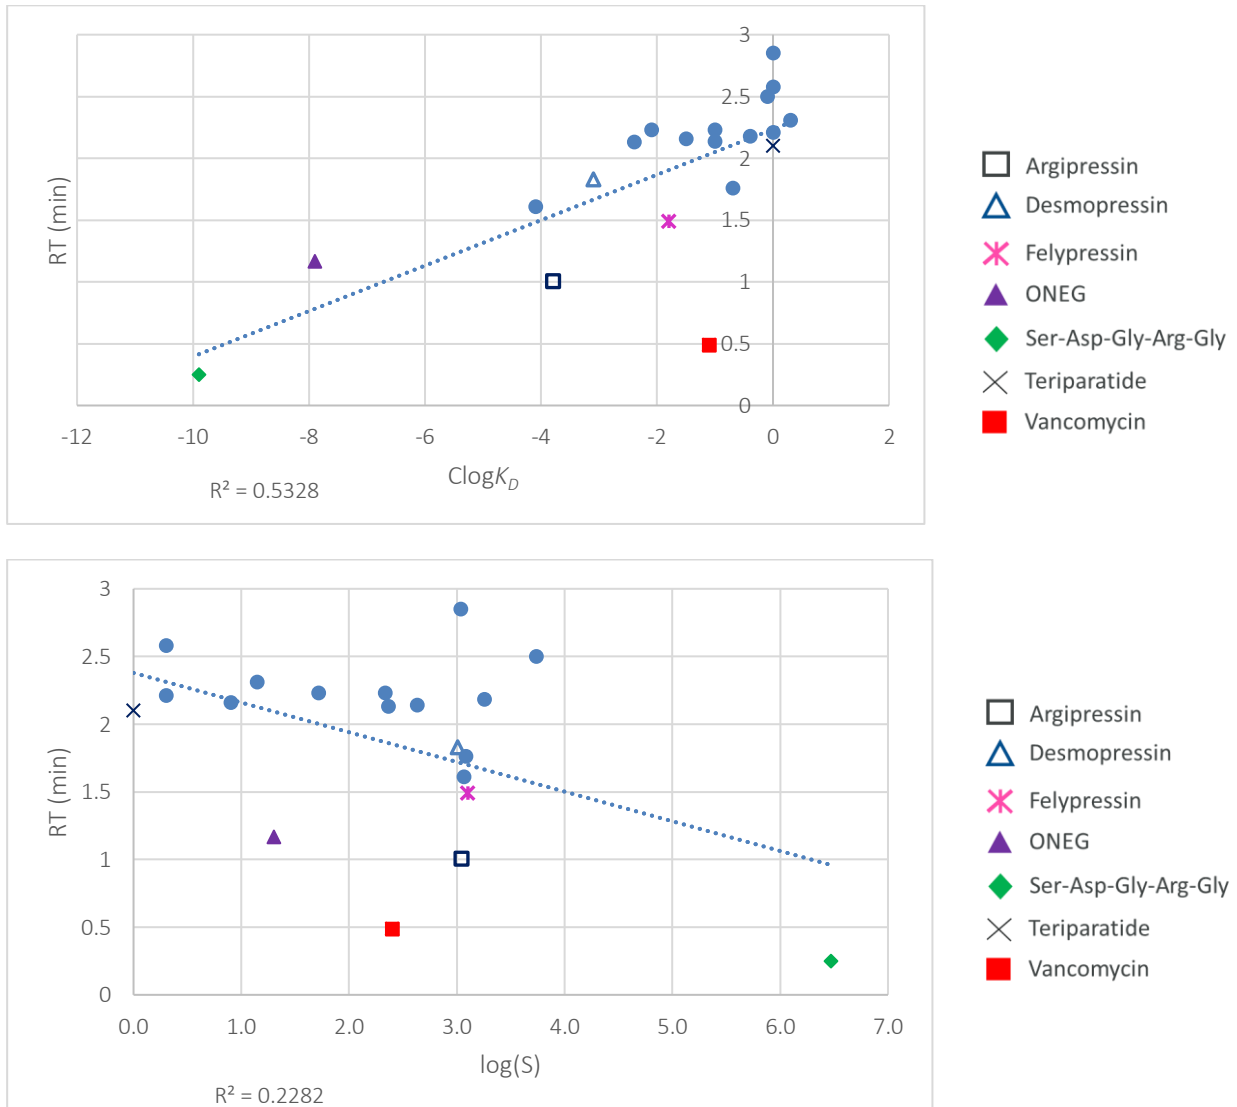 3
2.5
2
1.5
1
0.5
0
RT (min)
-12 -10 -8 -6 -4 -2 0 2
ClogK_D
R² = 0.5328
Argipressin
Desmopressin
Felypressin
ONEG
Ser-Asp-Gly-Arg-Gly
Teriparatide
Vancomycin
3
2.5
2
1.5
1
0.5
0
RT (min)
0.0 1.0 2.0 3.0 4.0 5.0 6.0 7.0
log(S)
R² = 0.2282
Argipressin
Desmopressin
Felypressin
ONEG
Ser-Asp-Gly-Arg-Gly
Teriparatide
Vancomycin